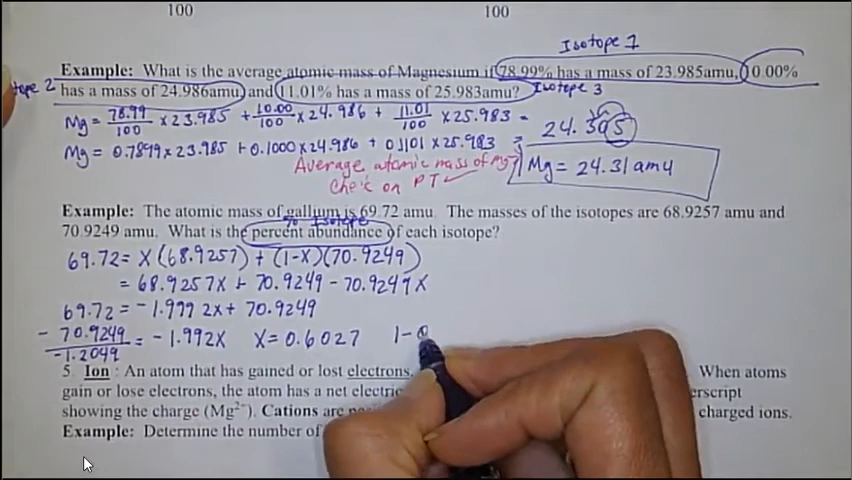 100 100
Isotope 1
Example: What is the average atomic mass of Magnesium if 78.99% has a mass of 23.985amu, 10.00%
tope 2 has a mass of 24.986amu and 11.01% has a mass of 25.983amu? Isotope 3
Mg = 78.99/100 x 23.985 + 10.00/100 x 24.986 + 11.01/100 x 25.983 =
24.305
Mg = 0.7899 x 23.985 + 0.1000 x 24.986 + 0.1101 x 25.983 =
Mg = 24.31 amu
Average atomic mass of Mg
Check on PT
Example: The atomic mass of gallium is 69.72 amu. The masses of the isotopes are 68.9257 amu and
% Isotope
70.9249 amu. What is the percent abundance of each isotope?
69.72 = X(68.9257) + (1-X)(70.9249)
= 68.9257X + 70.9249 - 70.9249X
69.72 = -1.9992X + 70.9249
- 70.9249
-1.2049 = -1.992X X = 0.6027 1-0
5. Ion : An atom that has gained or lost electrons. When atoms
gain or lose electrons, the atom has a net electric erscript
showing the charge (Mg2+). Cations are charged ions.
Example: Determine the number of